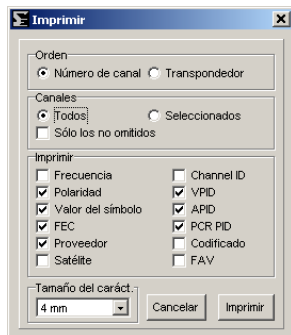 Imprimir
Orden
Número de canal Transpondedor
Canales
Todos Seleccionados
Sólo los no omitidos
Imprimir
Frecuencia Channel ID
Polaridad VPID
Valor del símbolo APID
FEC PCR PID
Proveedor Codificado
Satélite FAV
Tamaño del caráct.
4 mm Cancelar Imprimir